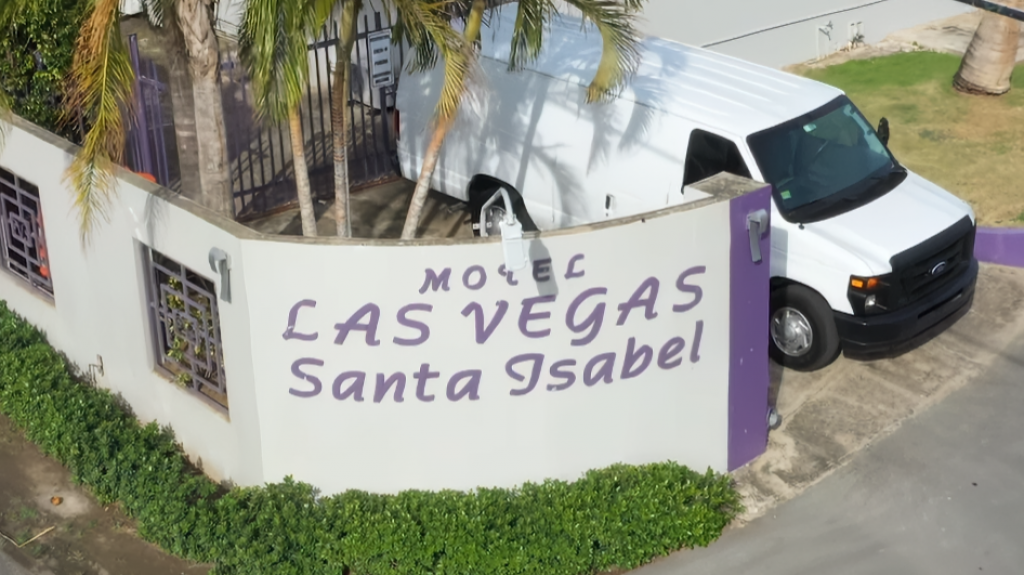 MOTEL
LAS VEGAS
Santa Isabel